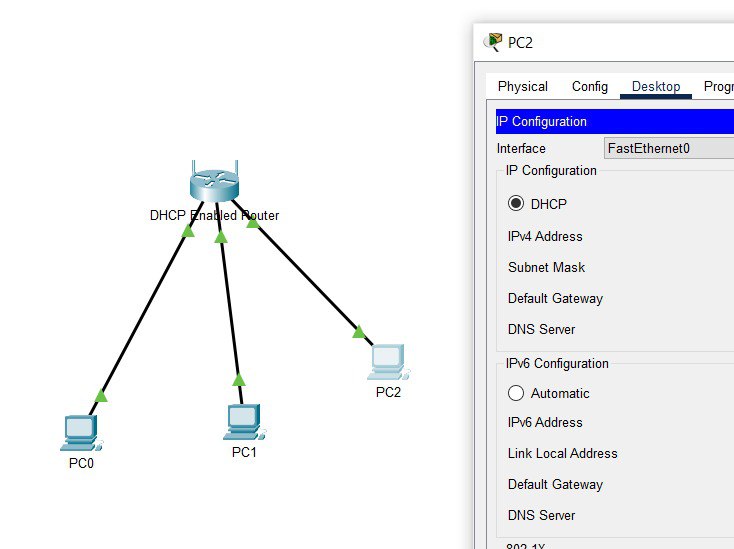 DHCP Enabled Router
PC0
PC1
PC2
PC2
Physical Config Desktop
IP Configuration
Interface FastEthernet0
IP Configuration
DHCP
IPv4 Address
Subnet Mask
Default Gateway
DNS Server
IPv6 Configuration
Automatic
IPv6 Address
Link Local Address
Default Gateway
DNS Server
802.1X